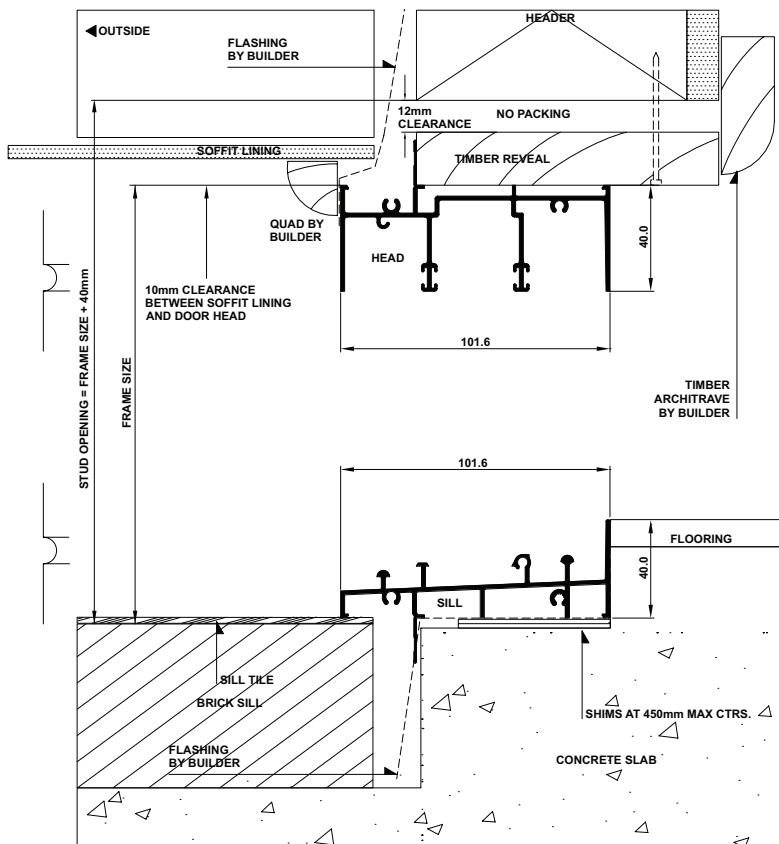 OUTSIDE
HEADER
FLASHING
BY BUILDER
12mm
CLEARANCE
NO PACKING
SOFFIT LINING
TIMBER REVEAL
QUAD BY
BUILDER
HEAD
40.0
10mm CLEARANCE
BETWEEN SOFFIT LINING
AND DOOR HEAD
STUD OPENING = FRAME SIZE + 40mm
FRAME SIZE
101.6
TIMBER
ARCHITRAVE
BY BUILDER
101.6
FLOORING
40.0
SILL
SILL TILE
BRICK SILL
SHIMS AT 450mm MAX CTRS.
FLASHING
BY BUILDER
CONCRETE SLAB